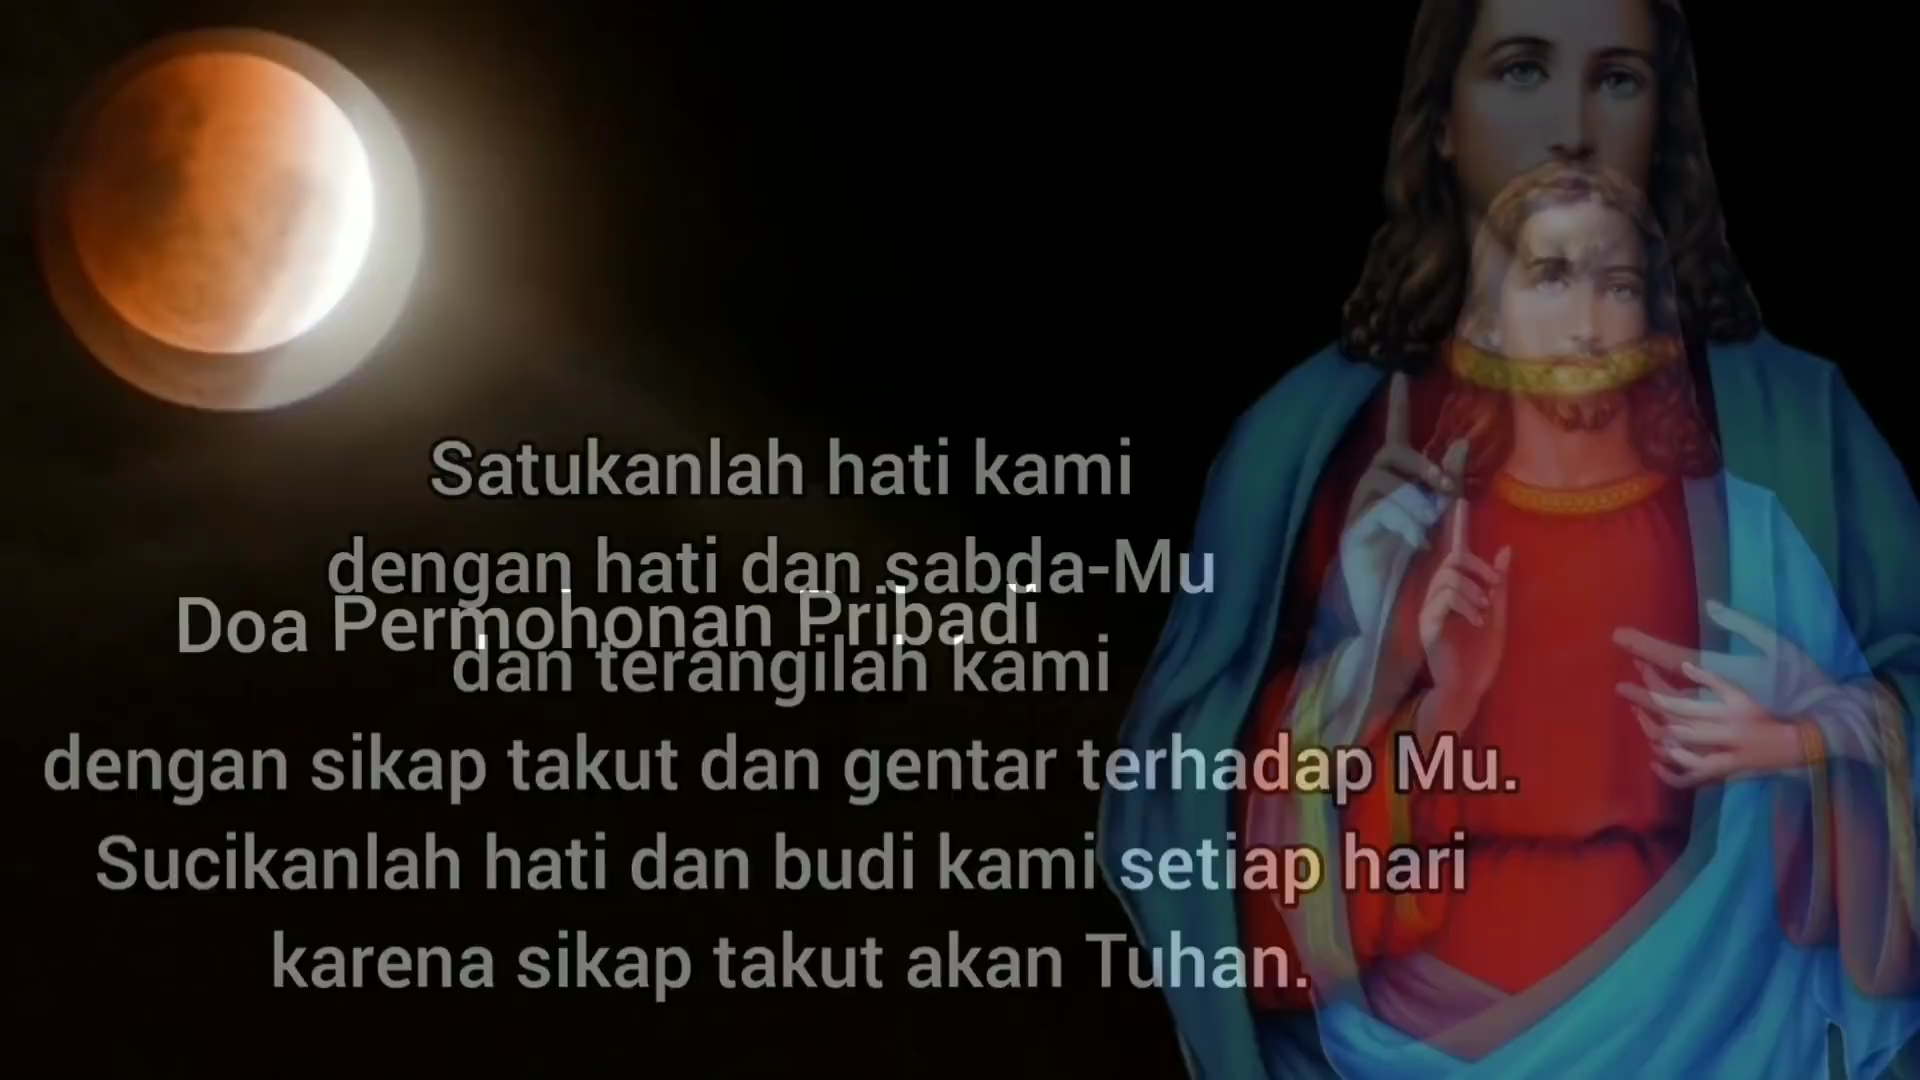 Satukanlah hati kami
dengan hati dan sabda-Mu
Doa Permohonan Pribadi
dan terangilah kami
dengan sikap takut dan gentar terhadap Mu.
Sucikanlah hati dan budi kami setiap hari
karena sikap takut akan Tuhan.